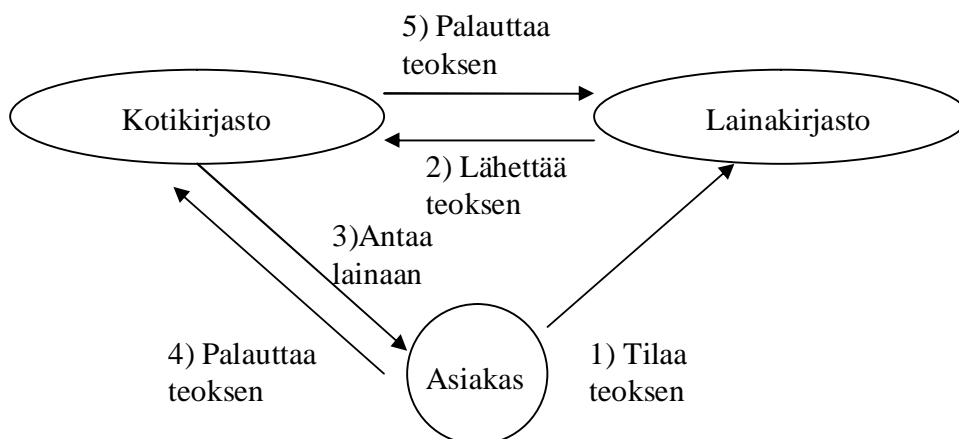 5) Palauttaa
teoksen
Kotikirjasto
Lainakirjasto
2) Lähettää
teoksen
3)Antaa
lainaan
4) Palauttaa
teoksen
Asiakas
1) Tilaa
teoksen